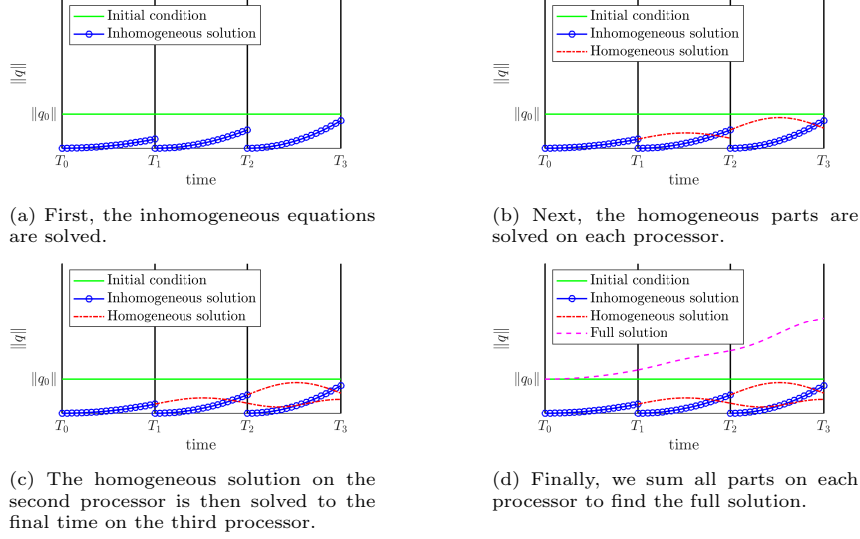 Initial condition
Inhomogeneous solution
‖q‖
‖q₀‖
T₀ T₁ T₂ T₃
time
(a) First, the inhomogeneous equations
are solved.
Initial condition
Inhomogeneous solution
Homogeneous solution
‖q‖
‖q₀‖
T₀ T₁ T₂ T₃
time
(b) Next, the homogeneous parts are
solved on each processor.
Initial condition
Inhomogeneous solution
Homogeneous solution
‖q‖
‖q₀‖
T₀ T₁ T₂ T₃
time
(c) The homogeneous solution on the
second processor is then solved to the
final time on the third processor.
Initial condition
Inhomogeneous solution
Homogeneous solution
Full solution
‖q‖
‖q₀‖
T₀ T₁ T₂ T₃
time
(d) Finally, we sum all parts on each
processor to find the full solution.